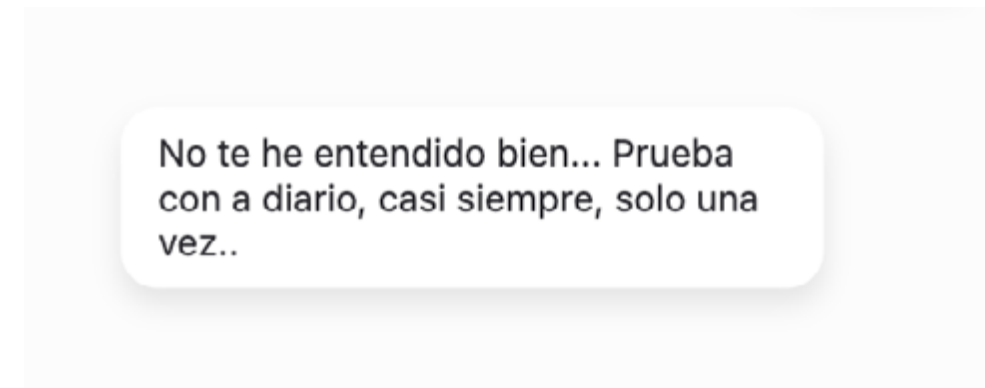 No te he entendido bien... Prueba
con a diario, casi siempre, solo una
vez..